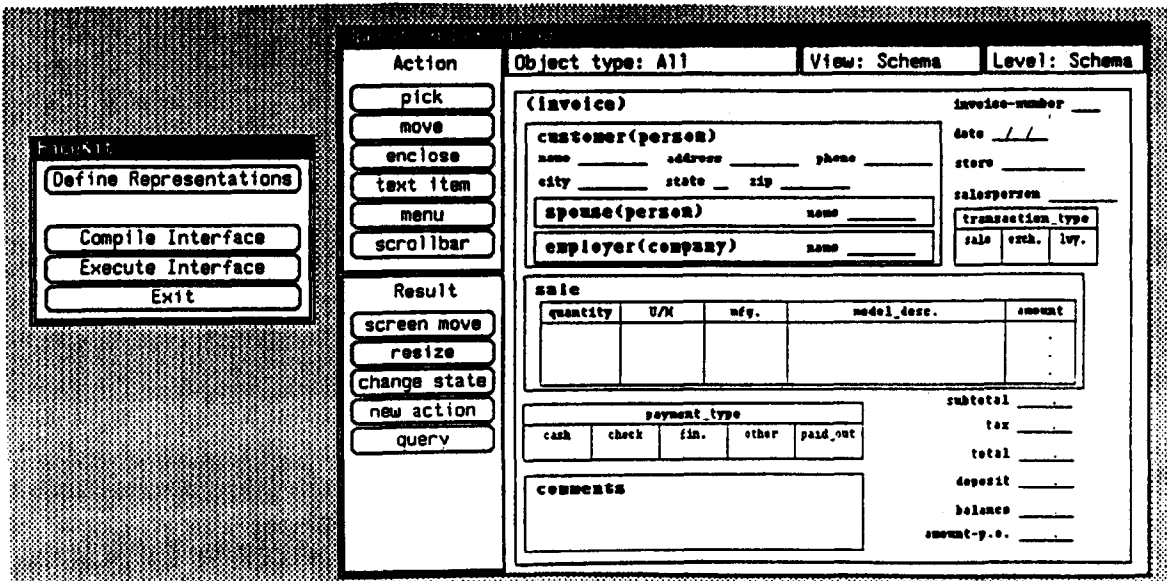 FaceKit
Define Representations
Compile Interface
Execute Interface
Exit
Action
pick
move
enclose
text item
menu
scrollbar
Result
screen move
resize
change state
new action
query
Object type: All View: Schema Level: Schema
(invoice) invoice-number
customer(person) date / /
name address phone store
city state zip
salesperson
spouse(person) name
transaction_type
employer(company) name
sale exch. lvy.
sale
quantity U/M mfg. model_desc. amount
subtotal
payment_type
tax
cash check fin. other paid_out
total
comments
deposit
balance
amount-p.o.